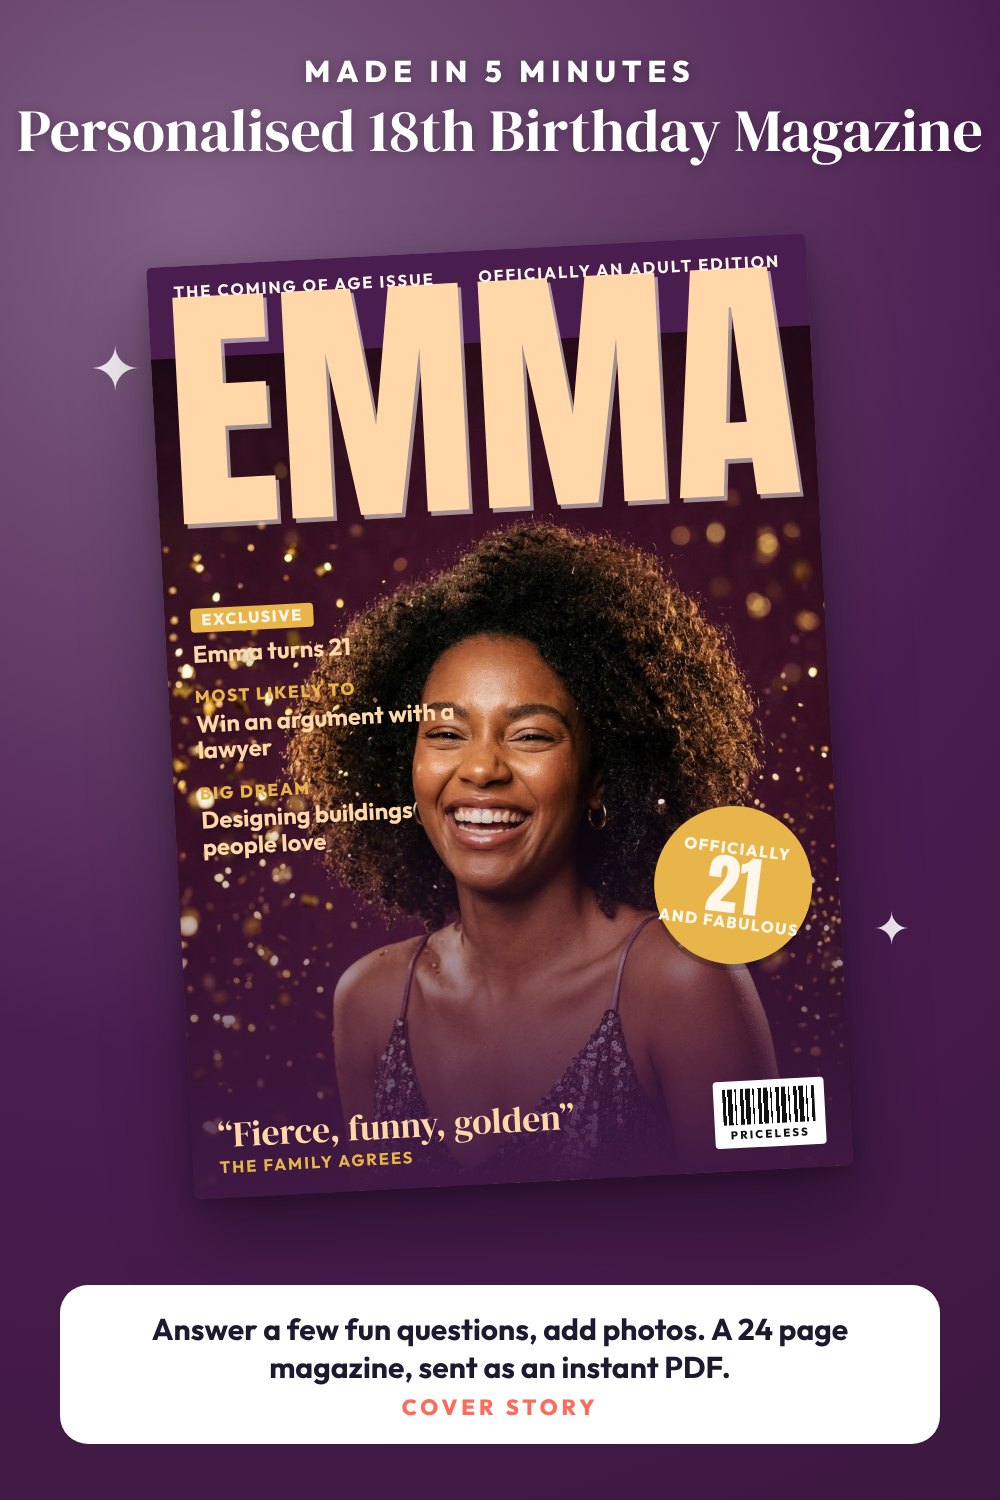 MADE IN 5 MINUTES
Personalised 18th Birthday Magazine
THE COMING OF AGE ISSUE
OFFICIALLY AN ADULT EDITION
EMMA
EXCLUSIVE
Emma turns 21
MOST LIKELY TO
Win an argument with a
lawyer
BIG DREAM
Designing buildings
people love
OFFICIALLY
21
AND FABULOUS
"Fierce, funny, golden"
THE FAMILY AGREES
PRICELESS
Answer a few fun questions, add photos. A 24 page
magazine, sent as an instant PDF.
COVER STORY